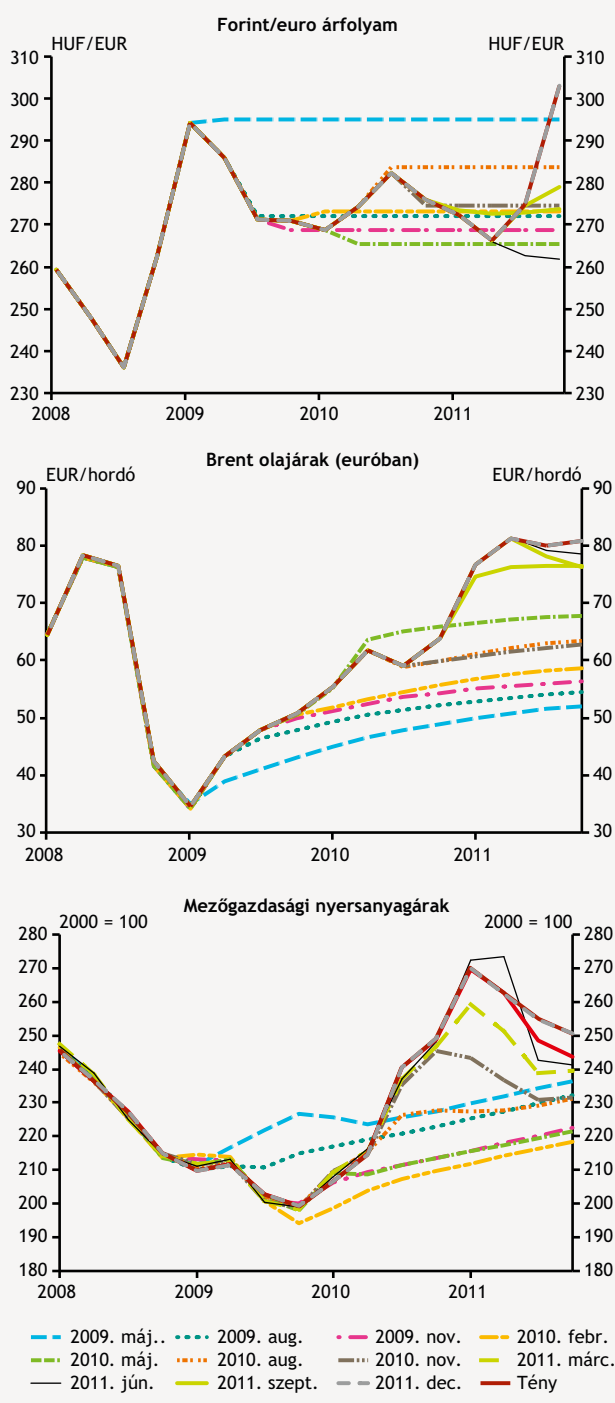 Forint/euro árfolyam
HUF/EUR HUF/EUR
310 310
300 300
290 290
280 280
270 270
260 260
250 250
240 240
230 230
2008 2009 2010 2011
Brent olajárak (euróban)
EUR/hordó EUR/hordó
90 90
80 80
70 70
60 60
50 50
40 40
30 30
2008 2009 2010 2011
Mezőgazdasági nyersanyagárak
2000 = 100 2000 = 100
280 280
270 270
260 260
250 250
240 240
230 230
220 220
210 210
200 200
190 190
180 180
2008 2009 2010 2011
2009. máj.. 2009. aug. 2009. nov. 2010. febr.
2010. máj. 2010. aug. 2010. nov. 2011. márc.
2011. jún. 2011. szept. 2011. dec. Tény